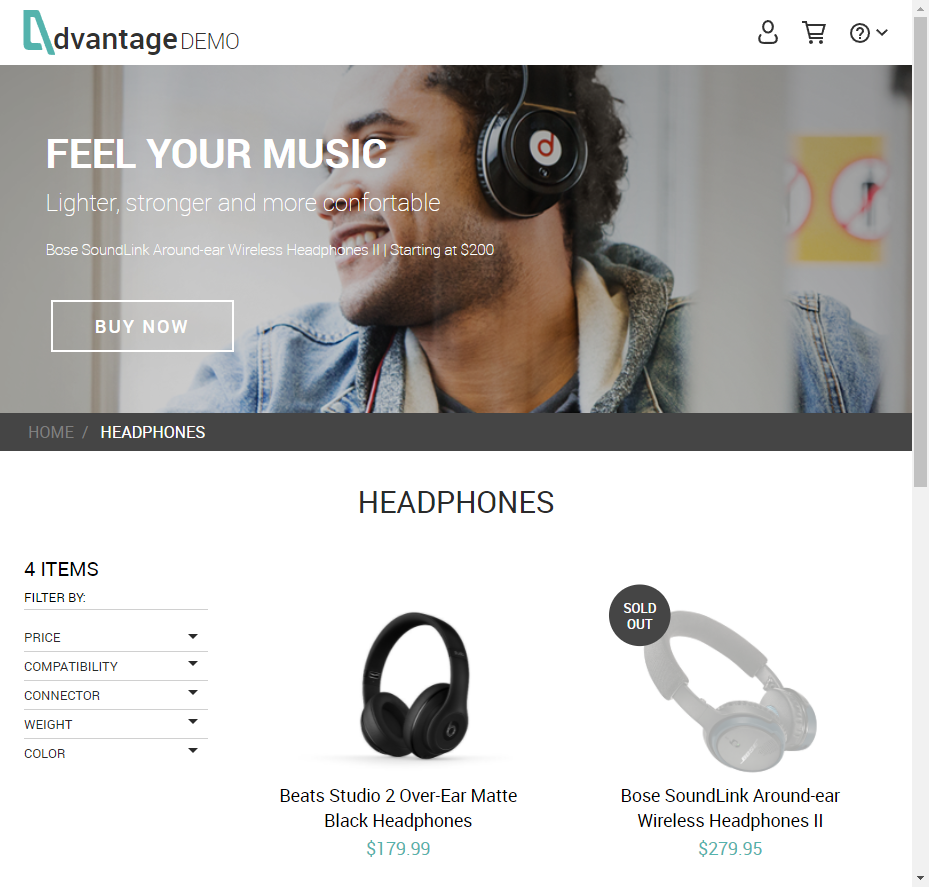 dvantage DEMO
FEEL YOUR MUSIC
Lighter, stronger and more confortable
Bose SoundLink Around-ear Wireless Headphones II | Starting at $200
BUY NOW
HOME / HEADPHONES
HEADPHONES
4 ITEMS
FILTER BY:
PRICE
COMPATIBILITY
CONNECTOR
WEIGHT
COLOR
SOLD
OUT
Beats Studio 2 Over-Ear Matte
Black Headphones
$179.99
Bose SoundLink Around-ear
Wireless Headphones II
$279.95